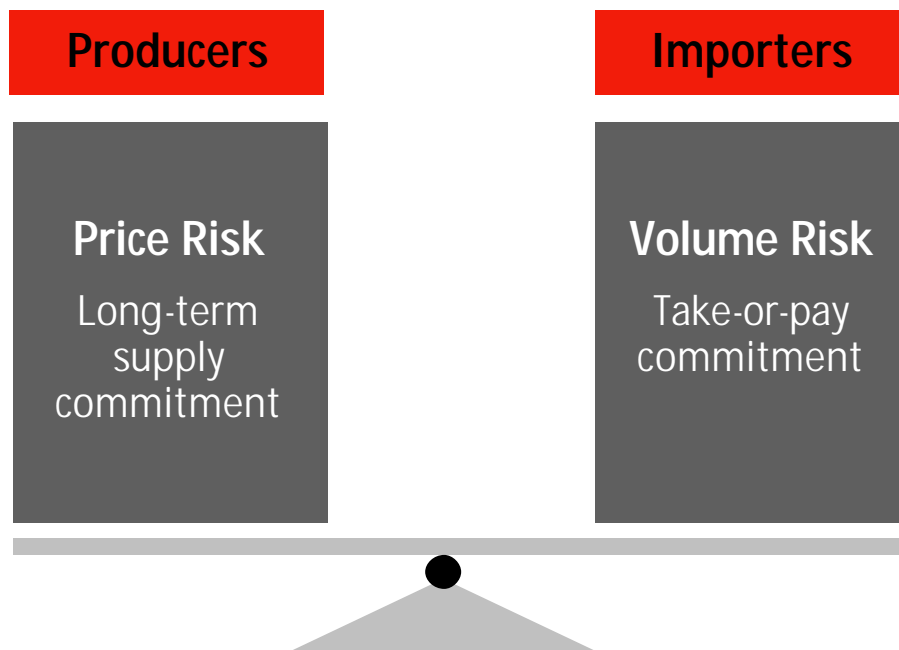 Producers
Importers
Price Risk
Long-term
supply
commitment
Volume Risk
Take-or-pay
commitment